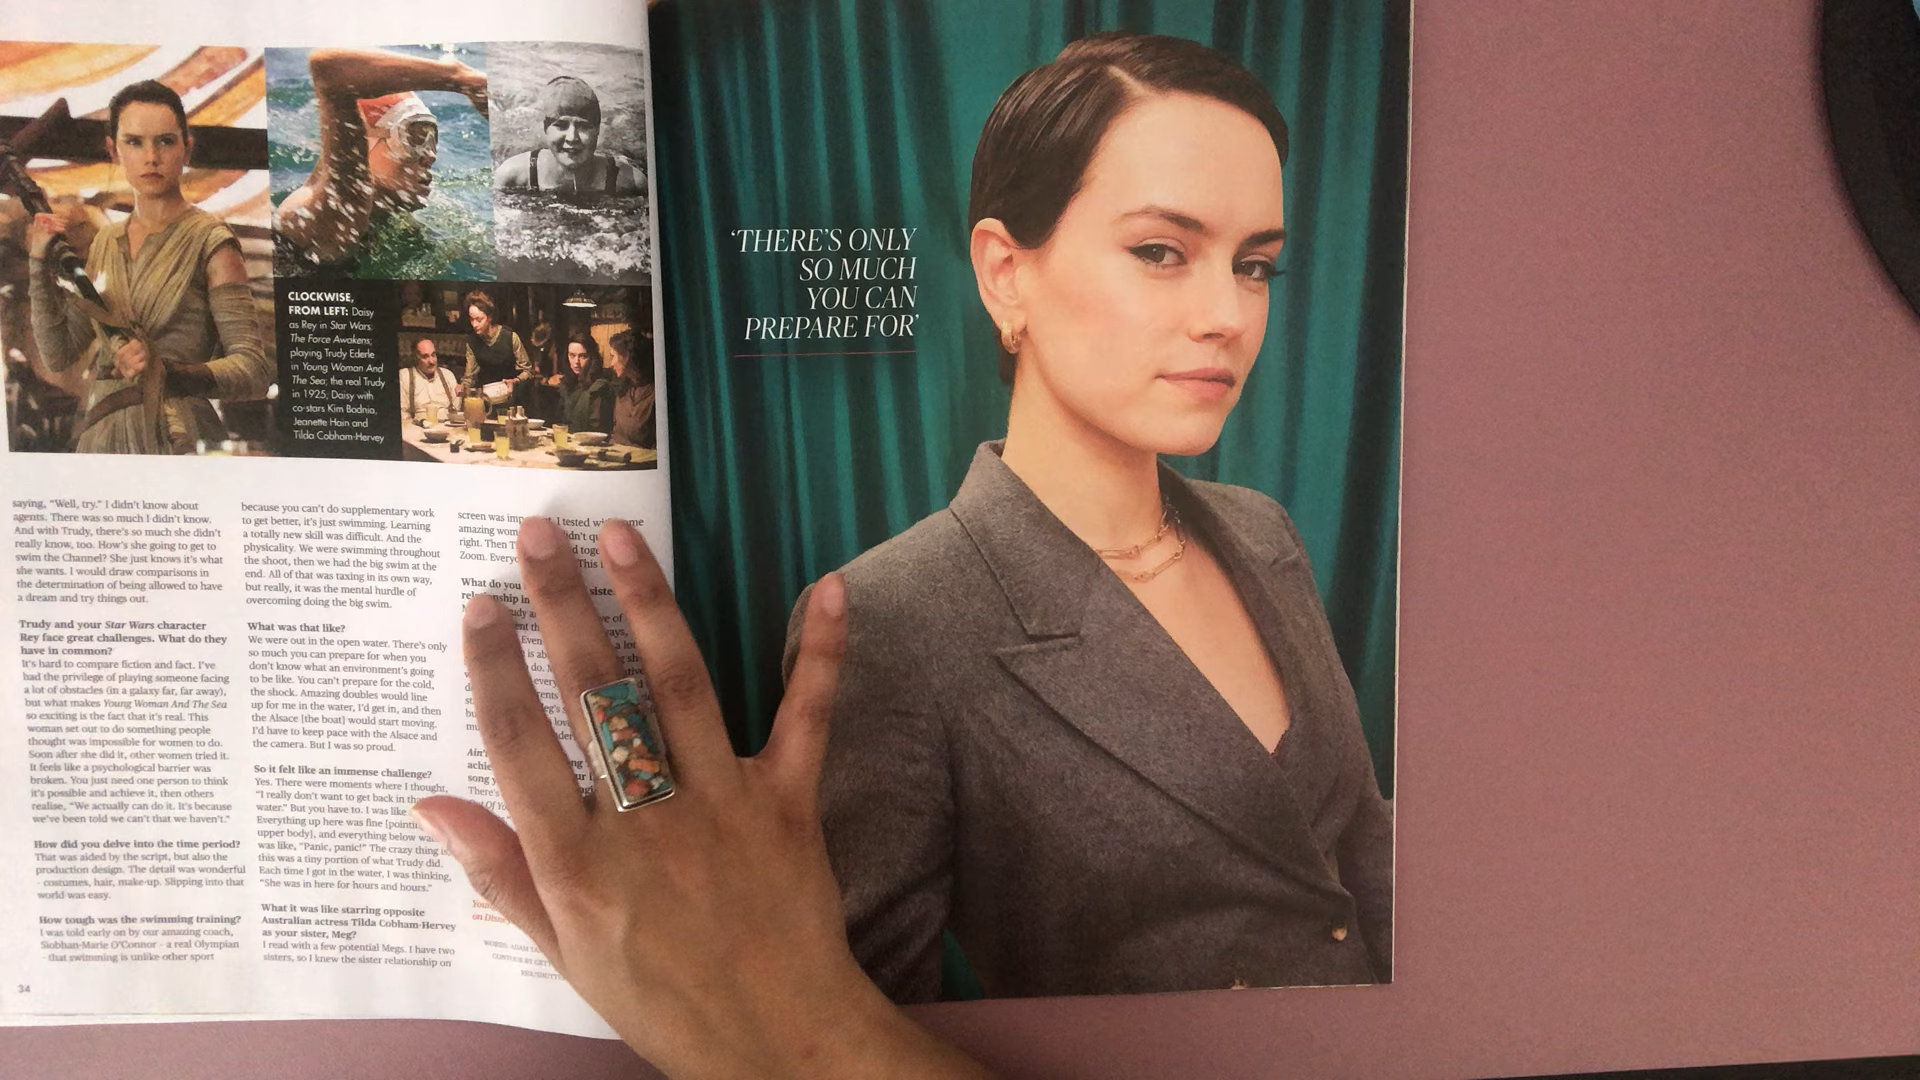 CLOCKWISE,
FROM LEFT: Daisy
as Rey in Star Wars:
The Force Awakens;
playing Trudy Ederle
in Young Woman And
The Sea; the real Trudy
in 1925; Daisy with
co-stars Kim Bodnia,
Jeanette Hain and
Tilda Cobham-Hervey
saying, "Well, try." I didn't know about
agents. There was so much I didn't know.
And with Trudy, there's so much she didn't
really know, too. How's she going to get to
swim the Channel? She just knows it's what
she wants. I would draw comparisons in
the determination of being allowed to have
a dream and try things out.
Trudy and your Star Wars character
Rey face great challenges. What do they
have in common?
It's hard to compare fiction and fact. I've
had the privilege of playing someone facing
a lot of obstacles (in a galaxy far, far away),
but what makes Young Woman And The Sea
so exciting is the fact that it's real. This
woman set out to do something people
thought was impossible for women to do.
Soon after she did it, other women tried it.
It feels like a psychological barrier was
broken. You just need one person to think
it's possible and achieve it, then others
realise, "We actually can do it. It's because
we've been told we can't that we haven't."
How did you delve into the time period?
That was aided by the script, but also the
production design. The detail was wonderful
- costumes, hair, make-up. Slipping into that
world was easy.
How tough was the swimming training?
I was told early on by our amazing coach,
Siobhan-Marie O'Connor - a real Olympian
- that swimming is unlike other sport
34
because you can't do supplementary work
to get better, it's just swimming. Learning
a totally new skill was difficult. And the
physicality. We were swimming throughout
the shoot, then we had the big swim at the
end. All of that was taxing in its own way,
but really, it was the mental hurdle of
overcoming doing the big swim.
What was that like?
We were out in the open water. There's only
so much you can prepare for when you
don't know what an environment's going
to be like. You can't prepare for the cold,
the shock. Amazing doubles would line
up for me in the water, I'd get in, and then
the Alsace [the boat] would start moving.
I'd have to keep pace with the Alsace and
the camera. But I was so proud.
So it felt like an immense challenge?
Yes. There were moments where I thought,
"I really don't want to get back in
water." But you have to. I was like
Everything up here was fine
upper body], and everything below
was like, "Panic, panic!" The crazy thing is,
this was a tiny portion of what Trudy did.
Each time I got in the water, I was thinking,
"She was in here for hours and hours."
What it was like starring opposite
Australian actress Tilda Cobham-Hervey
as your sister, Meg?
I read with a few potential Megs. I have two
sisters, so I knew the sister relationship on
screen was I tested
amazing
right. Then
Zoom. This
What do you
in
Even
There's
on
'THERE'S ONLY
SO MUCH
YOU CAN
PREPARE FOR'